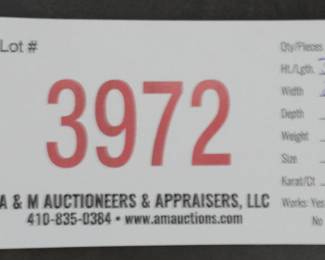 Lot #
3972
A & M AUCTIONEERS & APPRAISERS, LLC
410-835-0384 • www.amauctions.com
Qty/Pieces
Ht./Lgth.
Width
Depth
Weight
Size
Karat/Ct.
Works: Yes
No